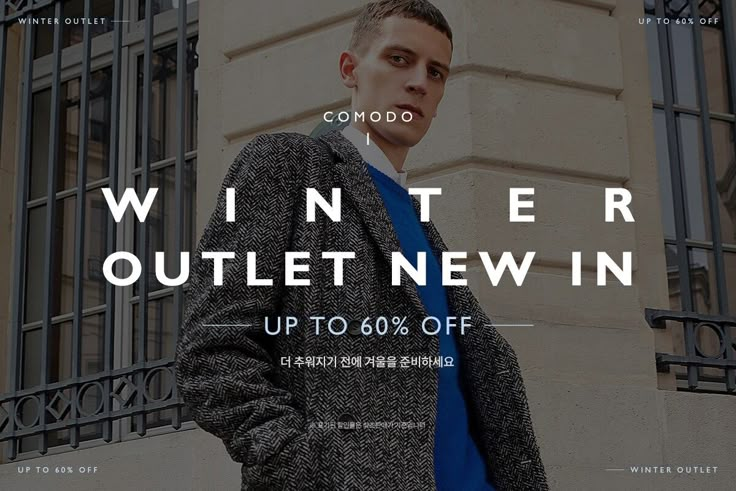 WINTER OUTLET
UP TO 60% OFF
COMODO
WINTER
OUTLET NEW IN
UP TO 60% OFF
더 추워지기 전에 겨울을 준비하세요
UP TO 60% OFF
WINTER OUTLET